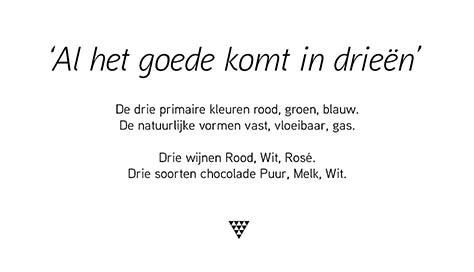 ‘Al het goede komt in drieën’
De drie primaire kleuren rood, groen, blauw.
De natuurlijke vormen vast, vloeibaar, gas.
Drie wijnen Rood, Wit, Rosé.
Drie soorten chocolade Puur, Melk, Wit.